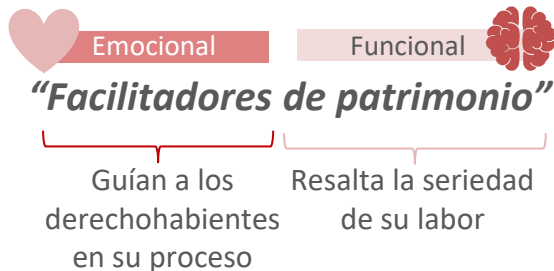 Emocional
Funcional
“Facilitadores de patrimonio”
Guían a los
derechohabientes
en su proceso
Resalta la seriedad
de su labor